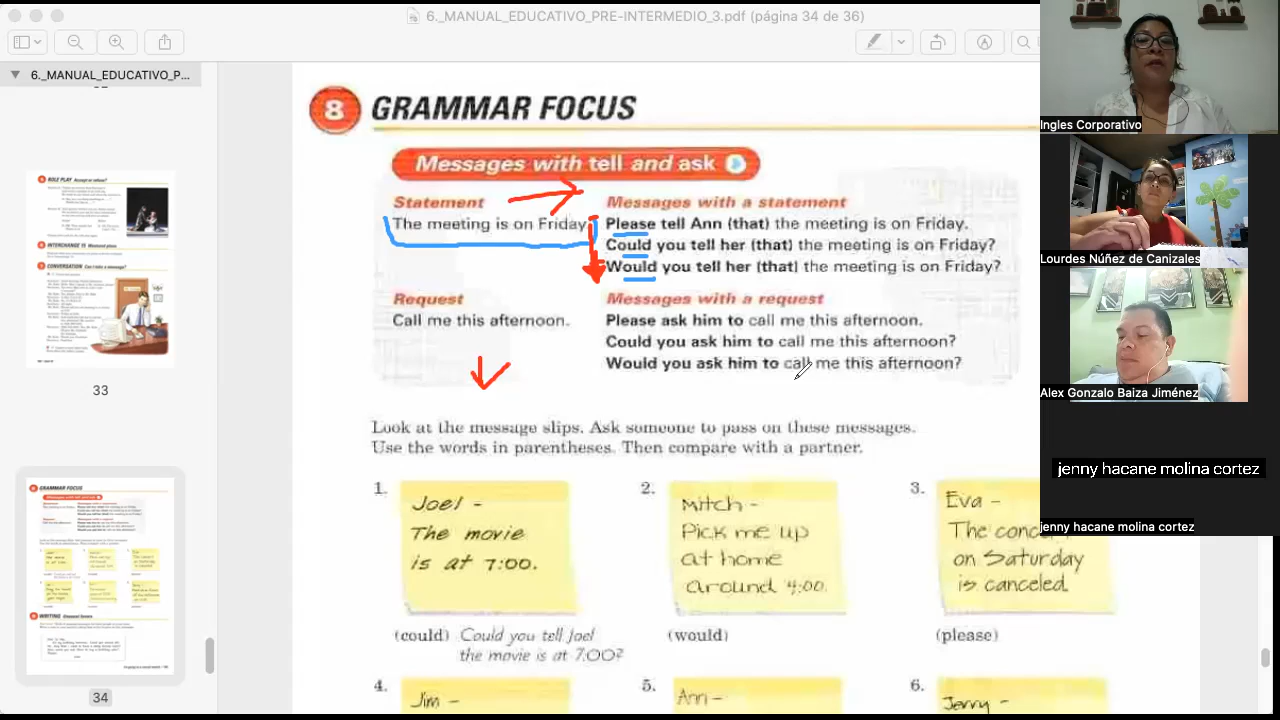 6._MANUAL_EDUCATIVO_PRE-INTERMEDIO_3.pdf (página 34 de 36)
6._MANUAL_EDUCATIVO_P...
33
34
8 GRAMMAR FOCUS
Messages with tell and ask
Statement
The meeting is on Friday.
Messages with a statement
Please tell Ann (that) the meeting is on Friday.
Could you tell her (that) the meeting is on Friday?
Would you tell her (that) the meeting is on Friday?
Request
Call me this afternoon.
Messages with a request
Please ask him to call me this afternoon.
Could you ask him to call me this afternoon?
Would you ask him to call me this afternoon?
Look at the message slips. Ask someone to pass on these messages.
Use the words in parentheses. Then compare with a partner.
1.
Joel -
The movie
is at 7:00.
(could) Could you tell Joel
the movie is at 7:00?
2.
Mitch -
Pick me up
at home
around 4:00.
(would)
3.
Eva -
The concert
on Saturday
is canceled.
(please)
4.
Jim -
5.
Ann -
6.
Jenny -
Ingles Corporativo
Lourdes Núñez de Canizales
Alex Gonzalo Baiza Jiménez
jenny hacane molina cortez
jenny hacane molina cortez